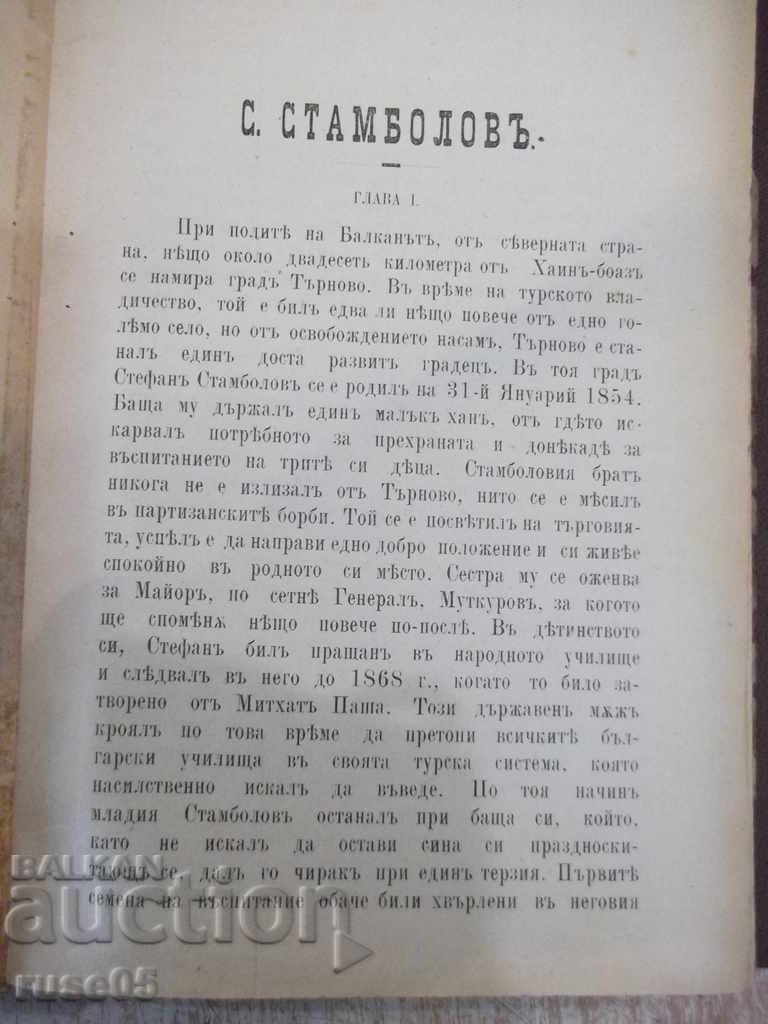 С. СТАМБОЛОВЪ.
ГЛАВА I.
При подитѣ на Балканътъ, отъ сѣверната стра-
на, нѣщо около двадесеть километра отъ Хаинъ-боазъ
се намира градъ Търново. Въ врѣме на турското вла-
дичество, той е билъ едва ли нѣщо повече отъ едно го-
лѣмо село, но отъ освобождението насамъ, Търново е ста-
налъ единъ доста развитъ градецъ. Въ тоя градъ
Стефанъ Стамболовъ се е родилъ на 31-й Януарий 1854.
Баща му държалъ единъ малъкъ ханъ, отъ гдѣто ис-
карвалъ потрѣбното за прехраната и донѣкадѣ за
въспитанието на тритѣ си дѣца. Стамболовия братъ
никога не е излизалъ отъ Търново, нито се е мѣсилъ
въ партизанскитѣ борби. Той се е посвѣтилъ на търговия-
та, успѣлъ е да направи едно добро положение и си живѣе
спокойно въ родното си мѣсто. Сестра му се оженва
за Майоръ, по сетнѣ Генералъ, Муткуровъ, за когото
ще спомѣнѫ нѣщо повече по-послѣ. Въ дѣтинството
си, Стефанъ билъ пращанъ въ народното училище
и слѣдвалъ въ него до 1868 г., когато то било за-
творено отъ Митхатъ Паша. Този държавенъ мѫжъ
кроялъ по това врѣме да претопи всичкитѣ бъл-
гарски училища въ своята турска система, която
насилственно искалъ да въведе. По тоя начинъ
младия Стамболовъ останалъ при баща си, който,
като не искалъ да остави сина си праздноски-
тающъ се, далъ го чиракъ при единъ терзия. Първитѣ
семена на въспитание обаче били хвърлени въ неговия
BALKAN
auction
ruse05